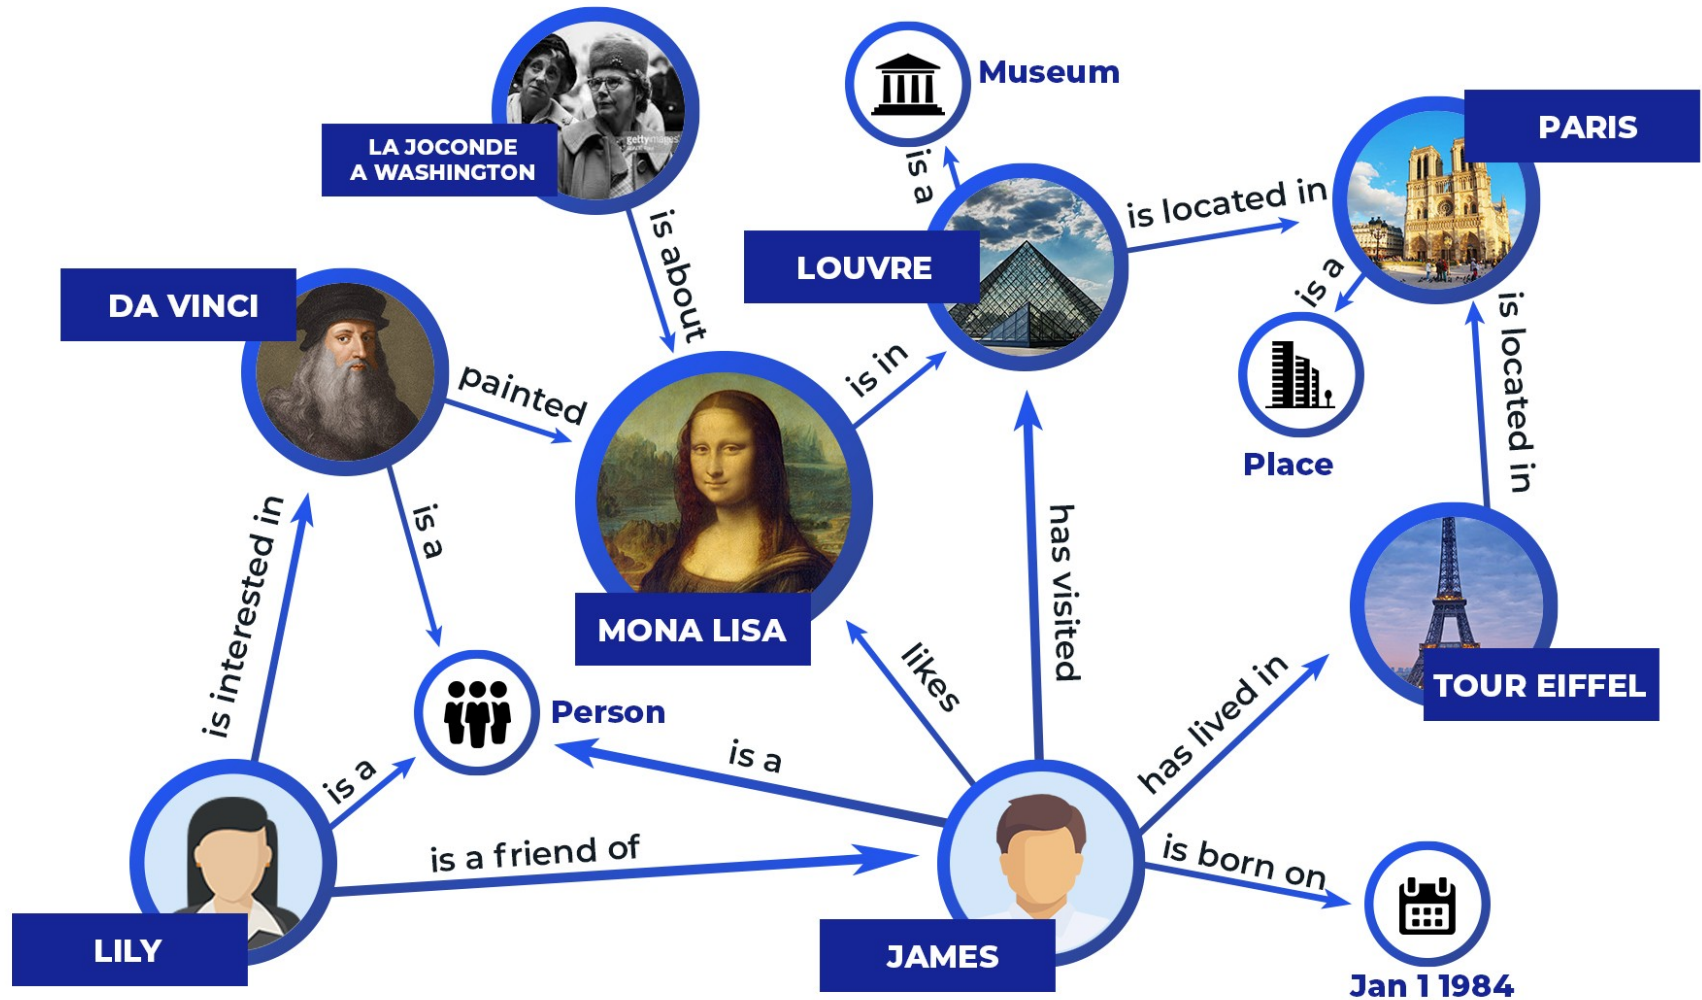 Museum
PARIS
LA JOCONDE
A WASHINGTON
gettyimages
is a
is located in
is about
LOUVRE
is a
DA VINCI
is located in
painted
is in
Place
is a
is interested in
has visited
MONA LISA
likes
has lived in
TOUR EIFFEL
Person
is a
is a
is a friend of
is born on
LILY
JAMES
Jan 1 1984